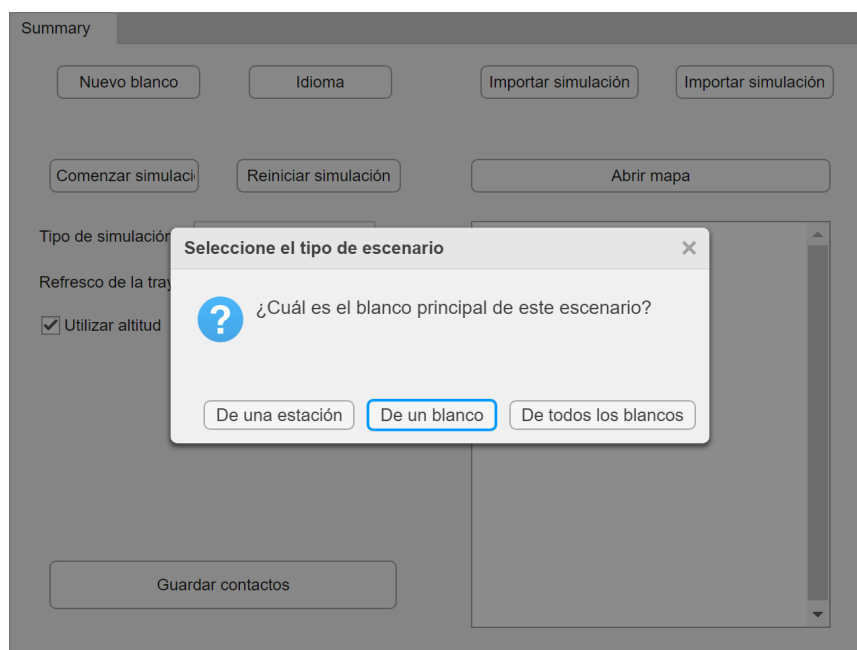 Summary
Nuevo blanco
Idioma
Importar simulación
Importar simulación
Comenzar simulaci
Reiniciar simulación
Abrir mapa
Tipo de simulación
Refresco de la tray
Utilizar altitud
Seleccione el tipo de escenario
¿Cuál es el blanco principal de este escenario?
De una estación
De un blanco
De todos los blancos
Guardar contactos